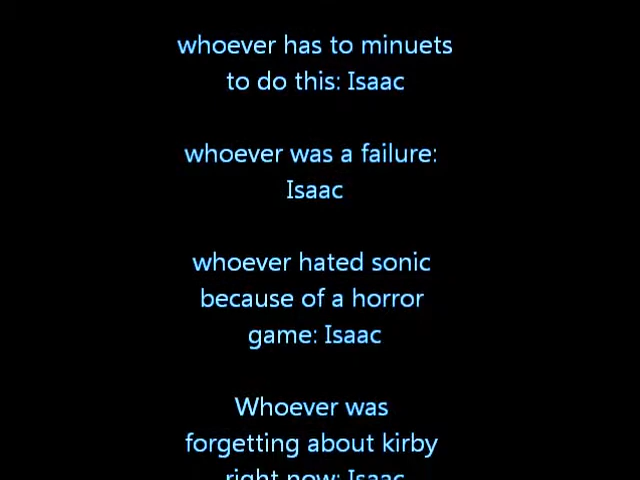 whoever has to minuets
to do this: Isaac
whoever was a failure:
Isaac
whoever hated sonic
because of a horror
game: Isaac
Whoever was
forgetting about kirby
right now: Isaac